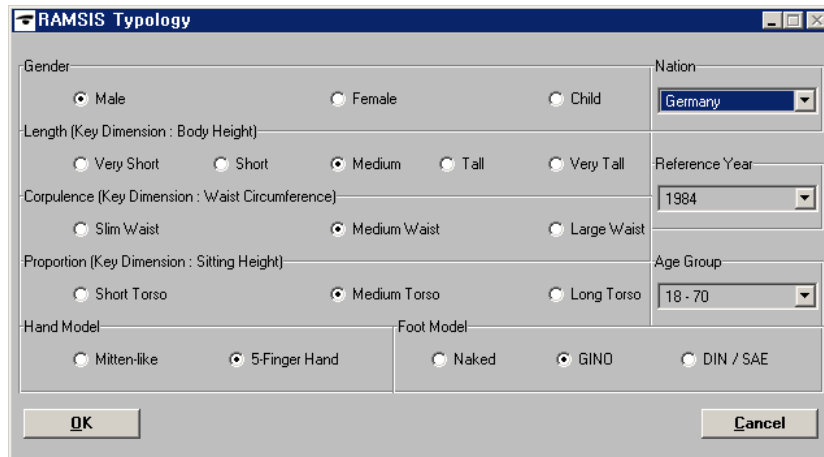 RAMSIS Typology
Gender
Nation
Male Female Child
Germany
Length (Key Dimension : Body Height)
Very Short Short Medium Tall Very Tall
Reference Year
Corpulence (Key Dimension : Waist Circumference)
1984
Slim Waist Medium Waist Large Waist
Proportion (Key Dimension : Sitting Height)
Age Group
Short Torso Medium Torso Long Torso
18 - 70
Hand Model Foot Model
Mitten-like 5-Finger Hand Naked GINO DIN / SAE
OK Cancel